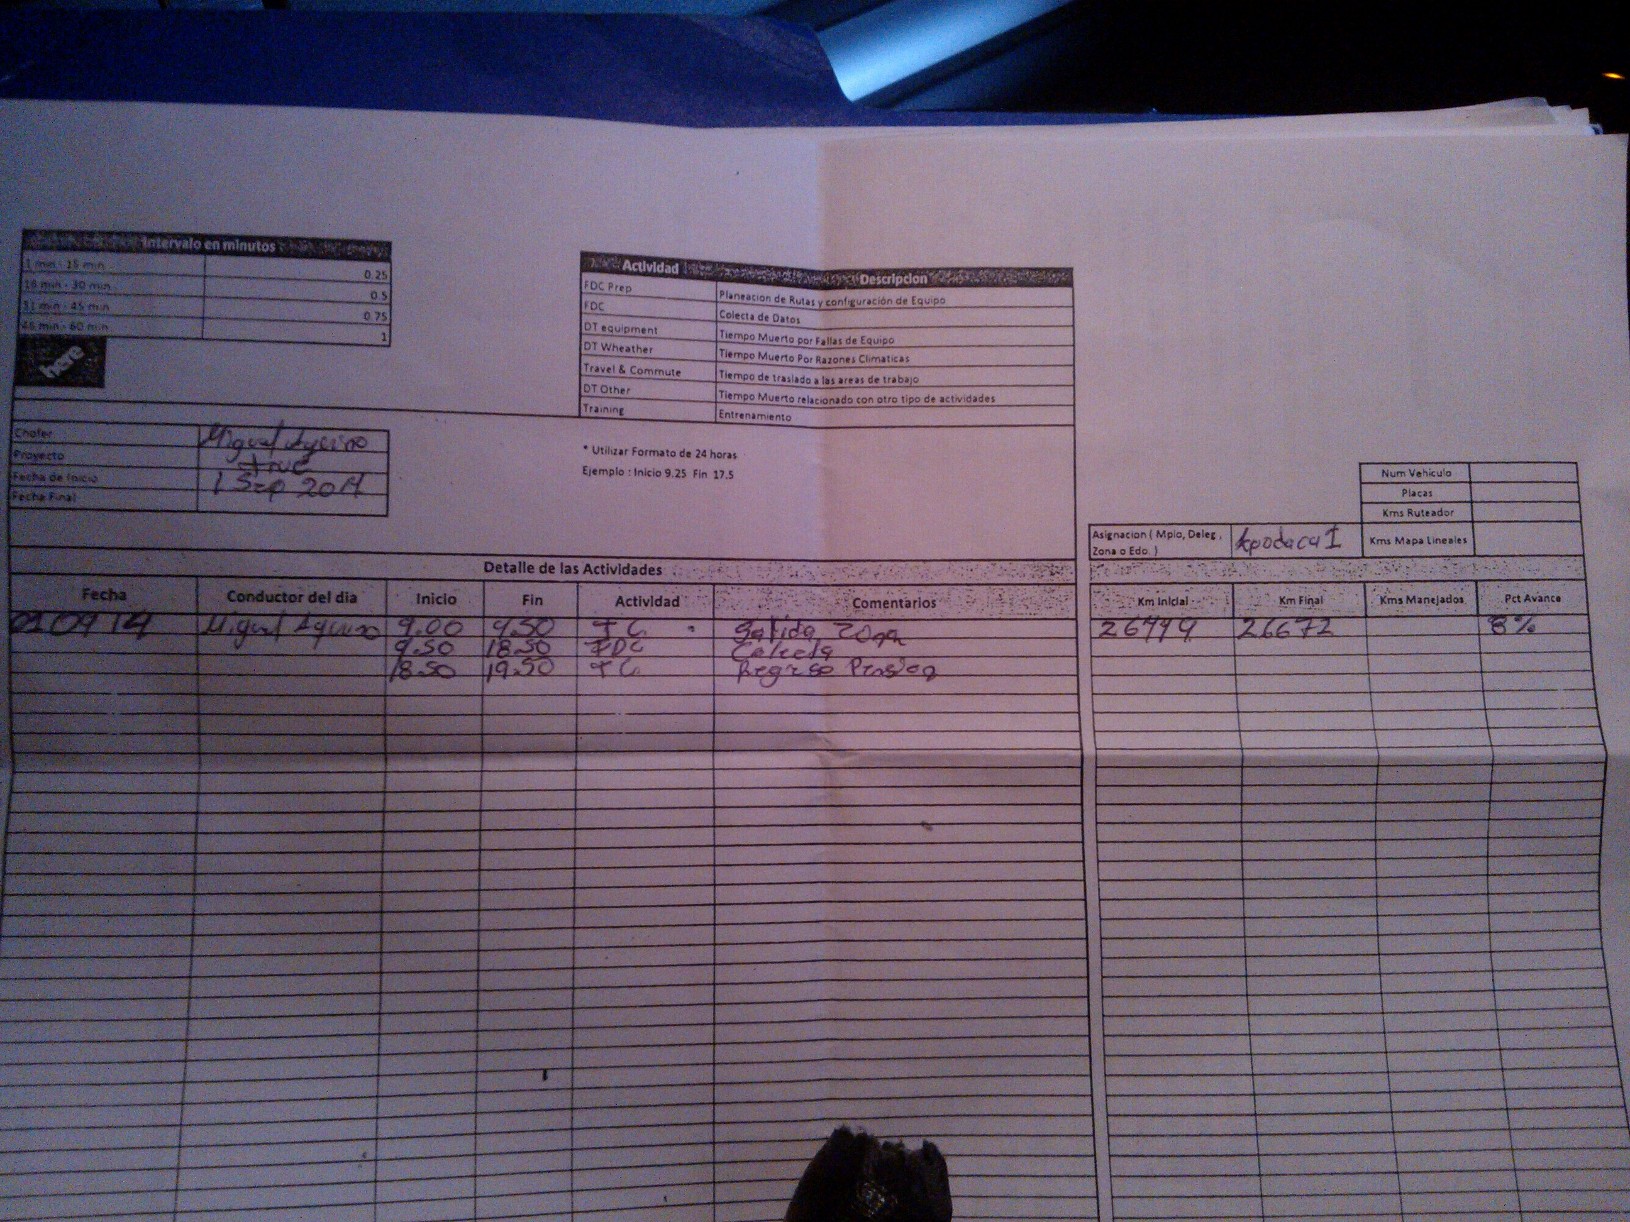 Intervalo en minutos
1 min - 15 min 0.25
16 min - 30 min 0.5
31 min - 45 min 0.75
46 min - 60 min 1
here
Actividad Descripcion
FDC Prep Planeacion de Rutas y configuración de Equipo
FDC Colecta de Datos
DT equipment Tiempo Muerto por Fallas de Equipo
DT Wheather Tiempo Muerto Por Razones Climaticas
Travel & Commute Tiempo de traslado a las areas de trabajo
DT Other Tiempo Muerto relacionado con otro tipo de actividades
Training Entrenamiento
Chofer Miguel Aquino
Proyecto
Fecha de Inicio 1 Sep 2014
Fecha Final
* Utilizar Formato de 24 horas
Ejemplo : Inicio 9.25 Fin 17.5
Num Vehiculo
Placas
Kms Ruteador
Kms Mapa Lineales
Asignacion ( Mpio, Deleg , Zona o Edo. ) Apodaca I
Detalle de las Actividades
Fecha Conductor del dia Inicio Fin Actividad Comentarios Km Inicial Km Final Kms Manejados Pct Avance
010914 Miguel Aquino 9.00 9.50 TC Salida Zona 26449 26672 8%
9.50 18.50 FDC Colecta
18.50 19.50 TC Regreso Pension